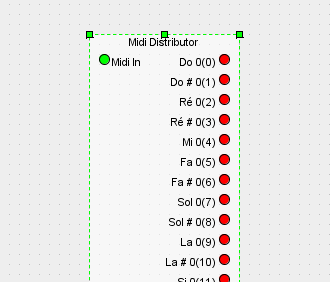 Midi Distributor
Midi In
Do 0(0)
Do # 0(1)
Ré 0(2)
Ré # 0(3)
Mi 0(4)
Fa 0(5)
Fa # 0(6)
Sol 0(7)
Sol # 0(8)
La 0(9)
La # 0(10)
Si 0(11)